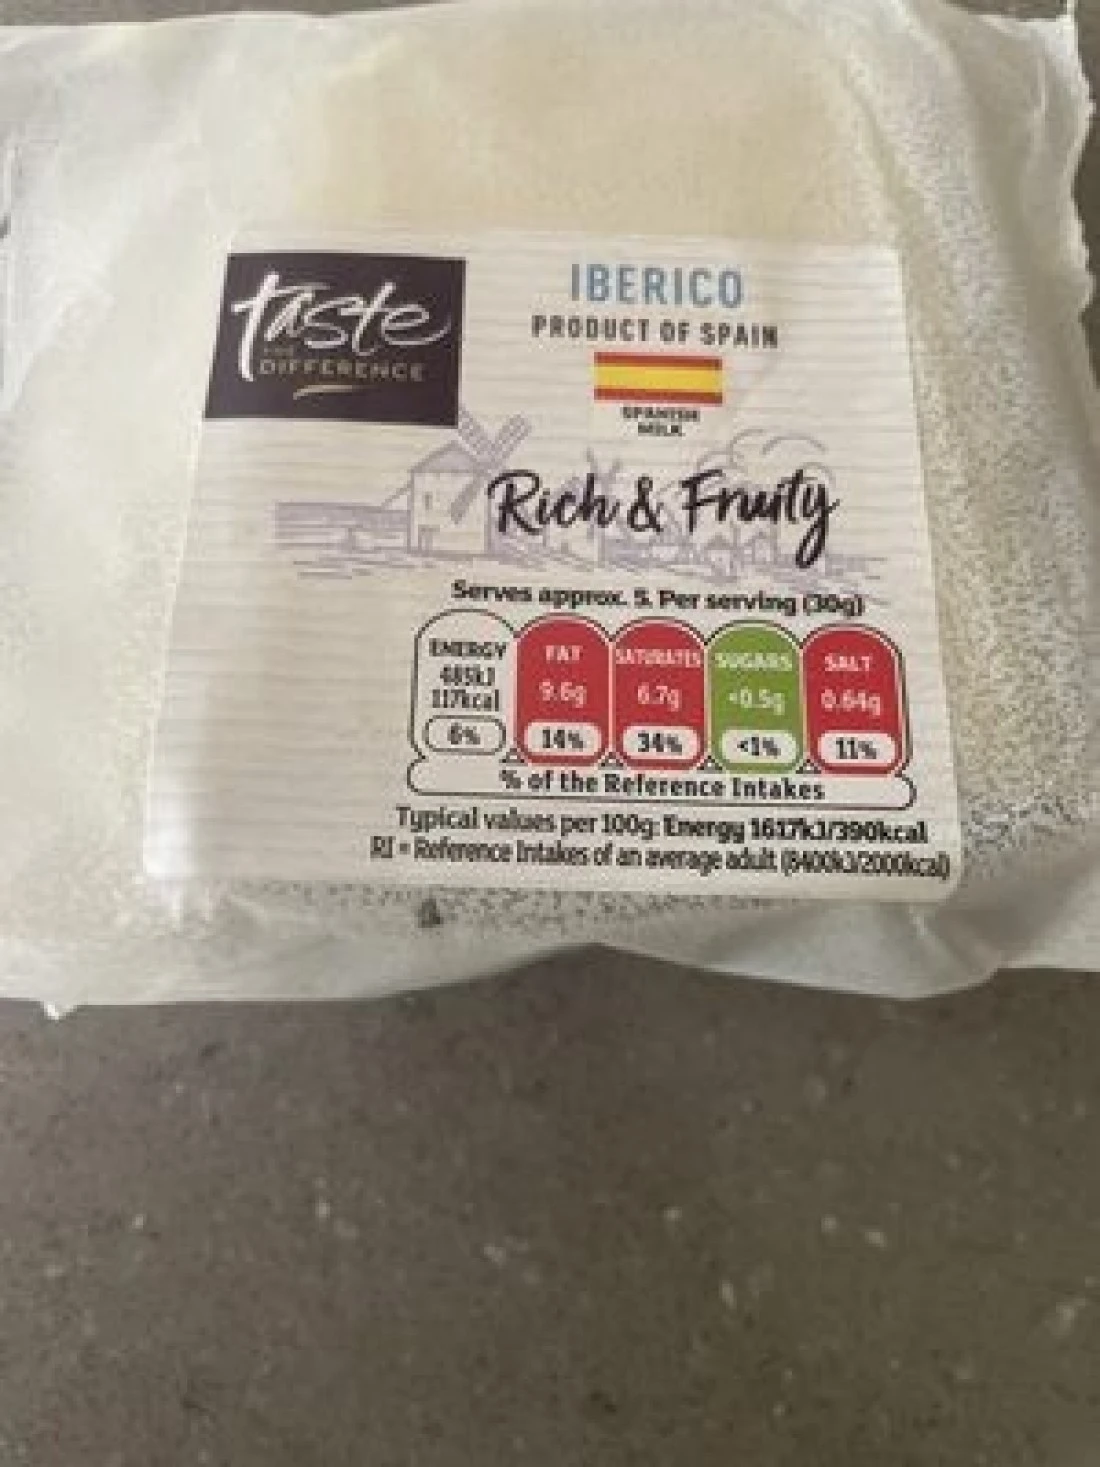 taste
THE
DIFFERENCE
IBERICO
PRODUCT OF SPAIN
SPANISH
MILK
Rich & Fruity
Serves approx. 5. Per serving (30g)
ENERGY
485kJ
117kcal
6%
FAT
9.6g
14%
SATURATES
6.7g
34%
SUGARS
<0.5g
<1%
SALT
0.64g
11%
% of the Reference Intakes
Typical values per 100g: Energy 1617kJ/390kcal
RI = Reference Intakes of an average adult (8400kJ/2000kcal)